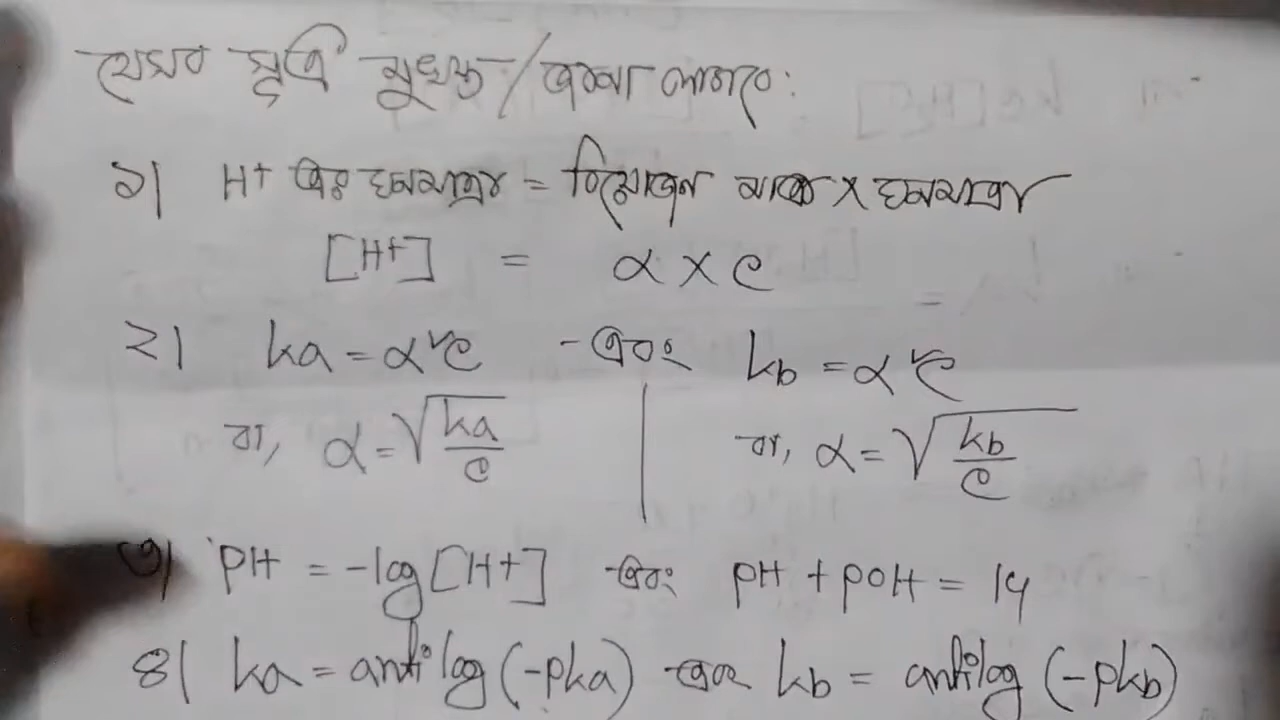 যেসব সূত্র মুখস্ত / জানা লাগবে:
১। H+ এর ঘনমাত্রা = বিয়োজন মাত্রা × ঘনমাত্রা
[H+] = α × c
২। ka = α²c এবং kb = α²c
বা, α = √(ka/c) বা, α = √(kb/c)
৩। pH = -log[H+] এবং pH + pOH = 14
৪। ka = antilog(-pka) এবং kb = antilog(-pkb)